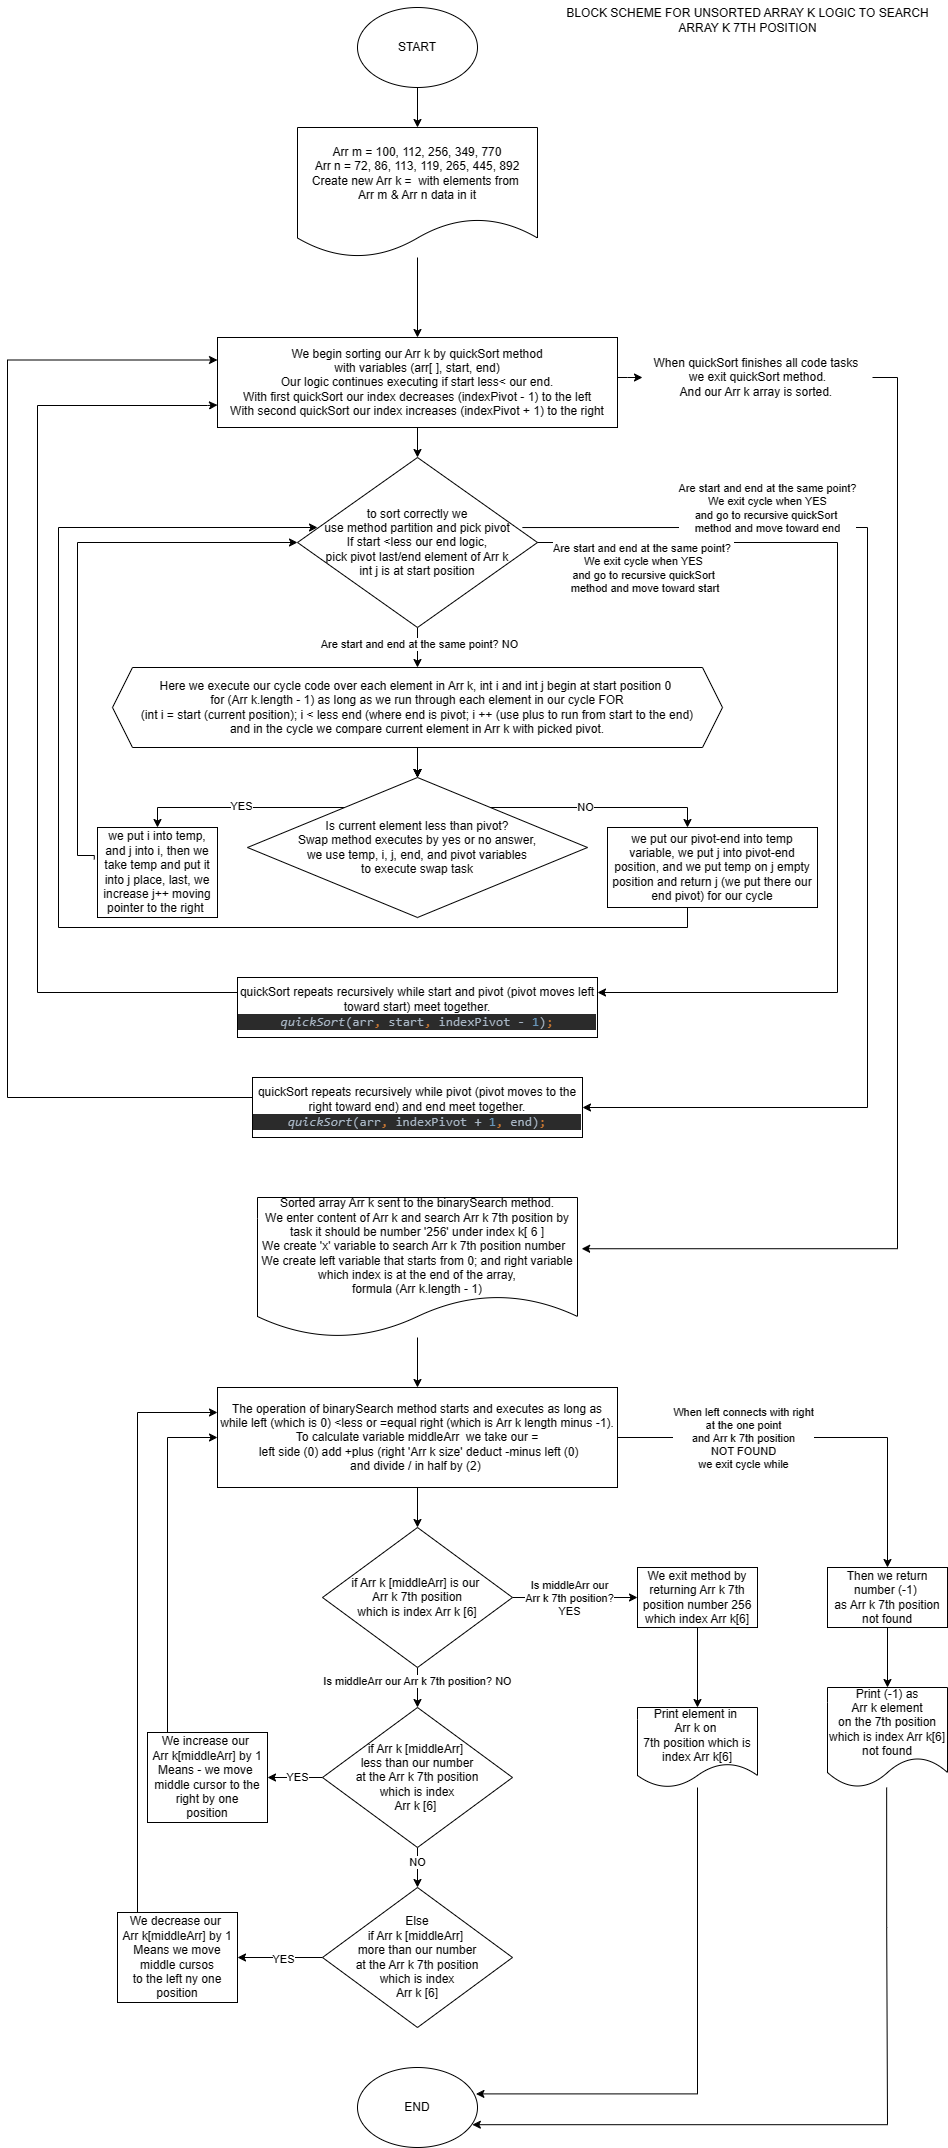 BLOCK SCHEME FOR UNSORTED ARRAY K LOGIC TO SEARCH
ARRAY K 7TH POSITION
START
Arr m = 100, 112, 256, 349, 770
Arr n = 72, 86, 113, 119, 265, 445, 892
Create new Arr k = with elements from
Arr m & Arr n data in it
We begin sorting our Arr k by quickSort method
with variables (arr[ ], start, end)
Our logic continues executing if start less< our end.
With first quickSort our index decreases (indexPivot - 1) to the left
With second quickSort our index increases (indexPivot + 1) to the right
When quickSort finishes all code tasks
we exit quickSort method.
And our Arr k array is sorted.
to sort correctly we
use method partition and pick pivot
If start <less our end logic,
pick pivot last/end element of Arr k
int j is at start position
Are start and end at the same point?
We exit cycle when YES
and go to recursive quickSort
method and move toward end
Are start and end at the same point?
We exit cycle when YES
and go to recursive quickSort
method and move toward start
Are start and end at the same point? NO
Here we execute our cycle code over each element in Arr k, int i and int j begin at start position 0
for (Arr k.length - 1) as long as we run through each element in our cycle FOR
(int i = start (current position); i < less end (where end is pivot; i ++ (use plus to run from start to the end)
and in the cycle we compare current element in Arr k with picked pivot.
YES
NO
Is current element less than pivot?
Swap method executes by yes or no answer,
we use temp, i, j, end, and pivot variables
to execute swap task
we put i into temp,
and j into i, then we
take temp and put it
into j place, last, we
increase j++ moving
pointer to the right
we put our pivot-end into temp
variable, we put j into pivot-end
position, and we put temp on j empty
position and return j (we put there our
end pivot) for our cycle
quickSort repeats recursively while start and pivot (pivot moves left
toward start) meet together.
quickSort(arr, start, indexPivot - 1);
quickSort repeats recursively while pivot (pivot moves to the
right toward end) and end meet together.
quickSort(arr, indexPivot + 1, end);
Sorted array Arr k sent to the binarySearch method.
We enter content of Arr k and search Arr k 7th position by
task it should be number '256' under index k[ 6 ]
We create 'x' variable to search Arr k 7th position number
We create left variable that starts from 0; and right variable
which index is at the end of the array,
formula (Arr k.length - 1)
The operation of binarySearch method starts and executes as long as
while left (which is 0) <less or =equal right (which is Arr k length minus -1).
To calculate variable middleArr we take our =
left side (0) add +plus (right 'Arr k size' deduct -minus left (0)
and divide / in half by (2)
When left connects with right
at the one point
and Arr k 7th position
NOT FOUND
we exit cycle while
if Arr k [middleArr] is our
Arr k 7th position
which is index Arr k [6]
Is middleArr our
Arr k 7th position?
YES
We exit method by
returning Arr k 7th
position number 256
which index Arr k[6]
Then we return
number (-1)
as Arr k 7th position
not found
Is middleArr our Arr k 7th position? NO
Print element in
Arr k on
7th position which is
index Arr k[6]
Print (-1) as
Arr k element
on the 7th position
which is index Arr k[6]
not found
We increase our
Arr k[middleArr] by 1
Means - we move
middle cursor to the
right by one
position
YES
if Arr k [middleArr]
less than our number
at the Arr k 7th position
which is index
Arr k [6]
NO
We decrease our
Arr k[middleArr] by 1
Means we move
middle cursos
to the left ny one
position
YES
Else
if Arr k [middleArr]
more than our number
at the Arr k 7th position
which is index
Arr k [6]
END